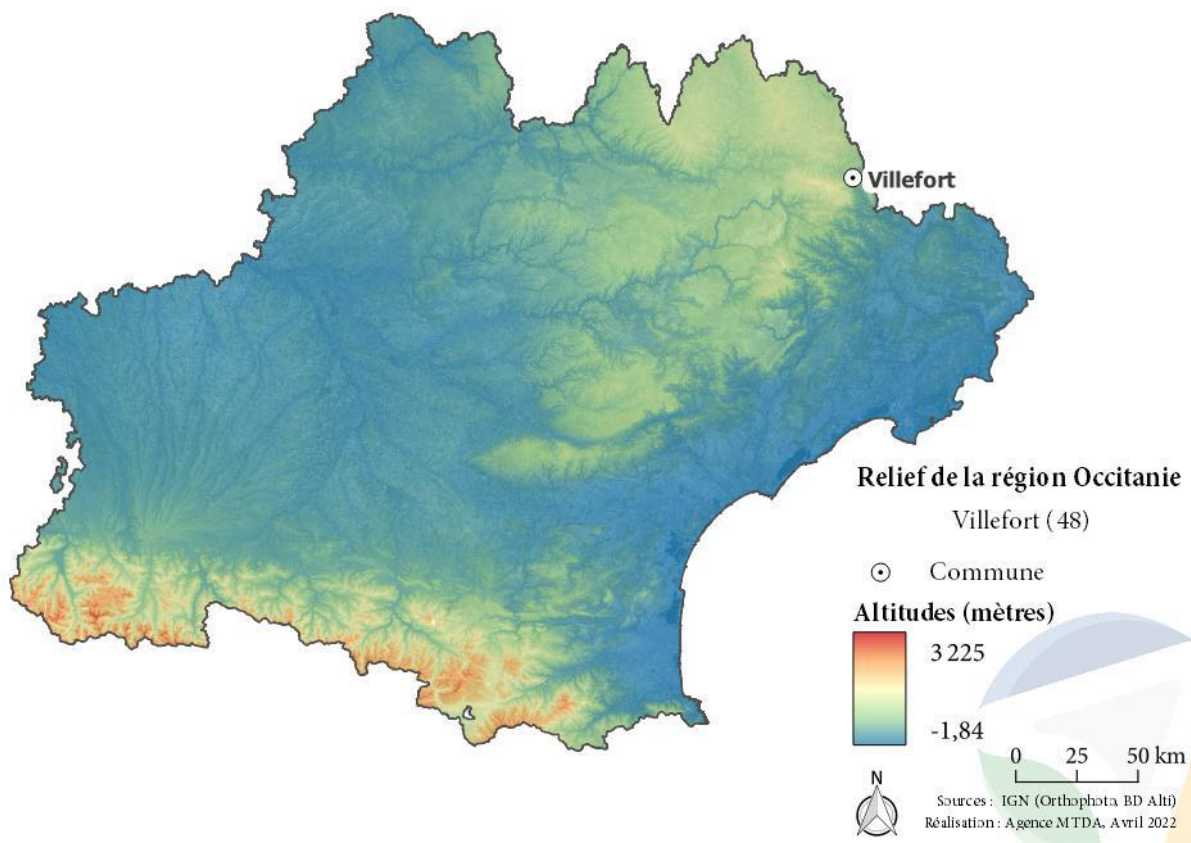 Villefort
Relief de la région Occitanie
Villefort (48)
Commune
Altitudes (mètres)
3 225
-1,84
0 25 50 km
N
Sources : IGN (Orthophoto, BD Alti)
Réalisation : Agence MTDA, Avril 2022